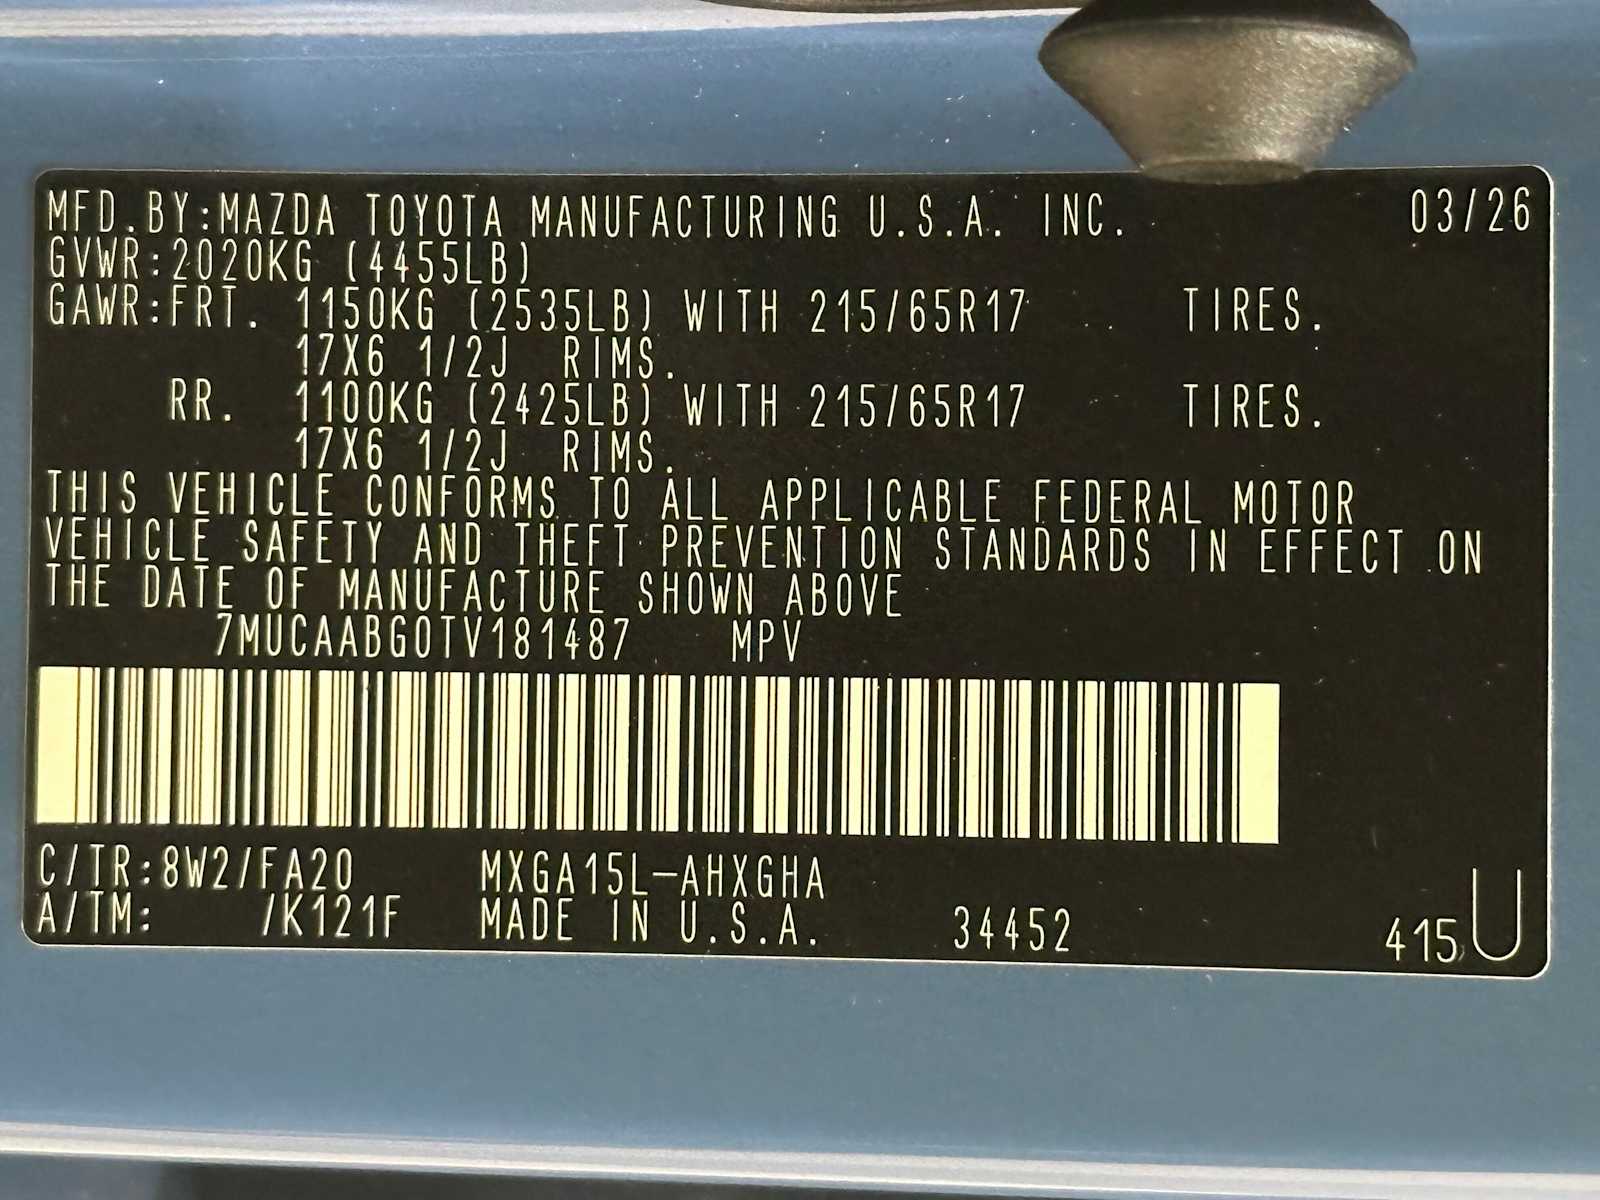 MFD.BY:MAZDA TOYOTA MANUFACTURING U.S.A. INC. 03/26
GVWR:2020KG (4455LB)
GAWR:FRT. 1150KG (2535LB) WITH 215/65R17 TIRES.
17X6 1/2J RIMS.
RR. 1100KG (2425LB) WITH 215/65R17 TIRES.
17X6 1/2J RIMS.
THIS VEHICLE CONFORMS TO ALL APPLICABLE FEDERAL MOTOR
VEHICLE SAFETY AND THEFT PREVENTION STANDARDS IN EFFECT ON
THE DATE OF MANUFACTURE SHOWN ABOVE
7MUCAABG0TV181487 MPV
C/TR:8W2/FA20 MXGA15L-AHXGHA
A/TM: /K121F MADE IN U.S.A. 34452 415 U